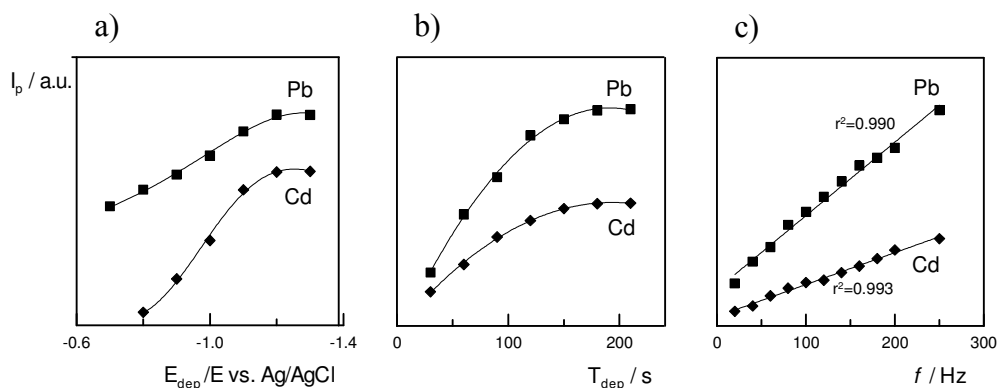 a)
I_p / a.u.
Pb
Cd
-0.6
-1.0
-1.4
E_dep /E vs. Ag/AgCl
b)
Pb
Cd
0
100
200
T_dep / s
c)
Pb
r²=0.990
Cd
r²=0.993
0
100
200
300
f / Hz